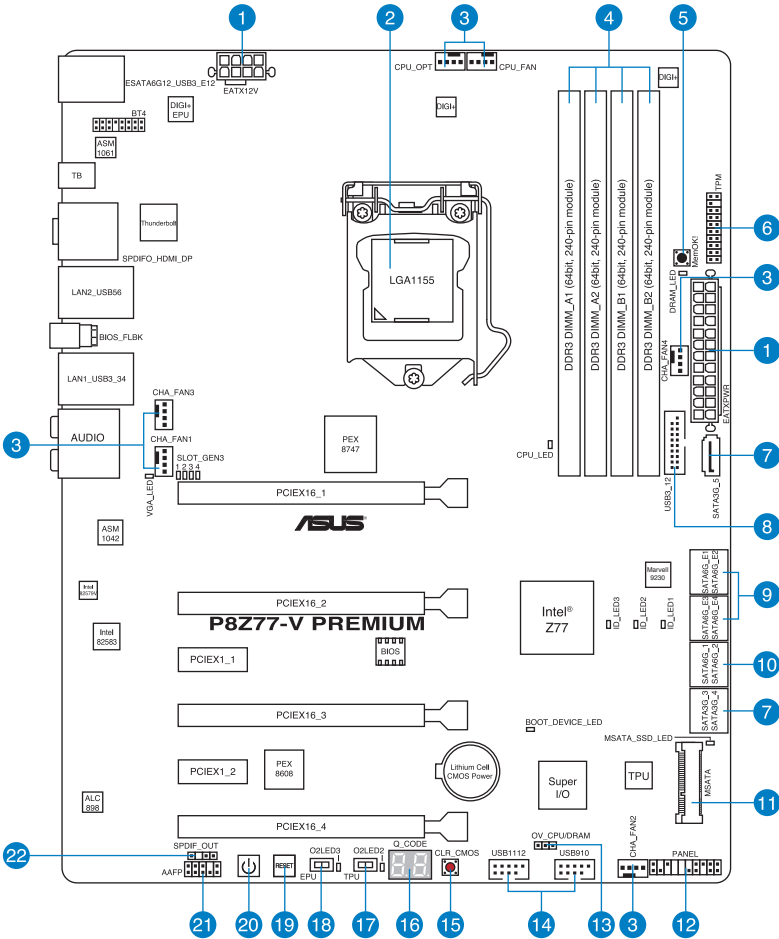 1
2
3
4
5
ESATA6G12_USB3_E12
EATX12V
CPU_OPT
CPU_FAN
DIGI+
EPU
DIGI+
DIGI+
BT4
ASM
1061
TB
Thunderbolt
SPDIFO_HDMI_DP
LGA1155
DDR3 DIMM_A1 (64bit, 240-pin module)
DDR3 DIMM_A2 (64bit, 240-pin module)
DDR3 DIMM_B1 (64bit, 240-pin module)
DDR3 DIMM_B2 (64bit, 240-pin module)
TPM
6
MemOK!
DRAM_LED
3
LAN2_USB56
BIOS_FLBK
CHA_FAN4
1
EATXPWR
LAN1_USB3_34
CHA_FAN3
3
AUDIO
CHA_FAN1
SLOT_GEN3
1 2 3 4
VGA_LED
PEX
8747
CPU_LED
USB3_12
SATA3G_5
7
8
PCIEX16_1
ASUS
ASM
1042
Marvell
9230
SATA6G_E1
SATA6G_E2
9
Intel
82579V
PCIEX16_2
P8Z77-V PREMIUM
Intel®
Z77
ID_LED3
ID_LED2
ID_LED1
SATA6G_E3
SATA6G_E4
Intel
82583
BIOS
PCIEX1_1
SATA6G_1
SATA6G_2
10
PCIEX16_3
BOOT_DEVICE_LED
SATA3G_3
SATA3G_4
7
MSATA_SSD_LED
PCIEX1_2
PEX
8608
Lithium Cell
CMOS Power
Super
I/O
TPU
MSATA
11
ALC
898
PCIEX16_4
SPDIF_OUT
22
AAFP
RESET
O2LED3
EPU
O2LED2
TPU
Q_CODE
88
CLR_CMOS
USB1112
OV_CPU/DRAM
USB910
CHA_FAN2
PANEL
21
20
19
18
17
16
15
14
13
3
12